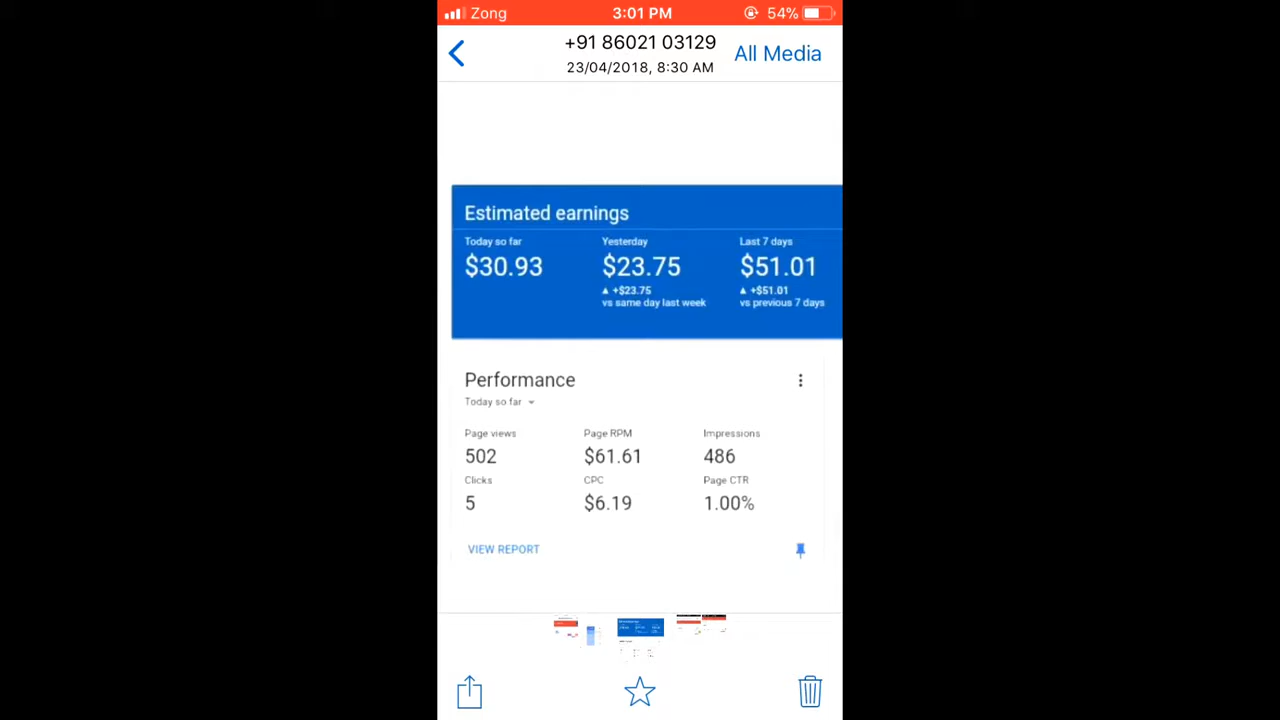 Zong 3:01 PM 54%
+91 86021 03129
All Media
23/04/2018, 8:30 AM
Estimated earnings
Today so far Yesterday Last 7 days
$30.93 $23.75 $51.01
▲ +$23.75 ▲ +$51.01
vs same day last week vs previous 7 days
Performance
Today so far
Page views Page RPM Impressions
502 $61.61 486
Clicks CPC Page CTR
5 $6.19 1.00%
VIEW REPORT